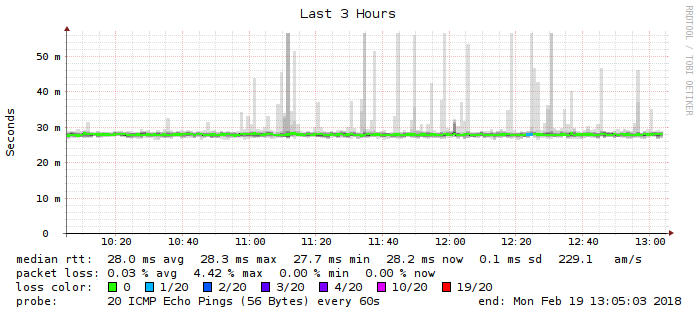 Last 3 Hours
RRDTOOL / TOBI OETIKER
Seconds
50 m
40 m
30 m
20 m
10 m
0
10:20 10:40 11:00 11:20 11:40 12:00 12:20 12:40 13:00
median rtt: 28.0 ms avg 28.3 ms max 27.7 ms min 28.2 ms now 0.1 ms sd 229.1 am/s
packet loss: 0.03 % avg 4.42 % max 0.00 % min 0.00 % now
loss color: 0 1/20 2/20 3/20 4/20 10/20 19/20
probe: 20 ICMP Echo Pings (56 Bytes) every 60s end: Mon Feb 19 13:05:03 2018